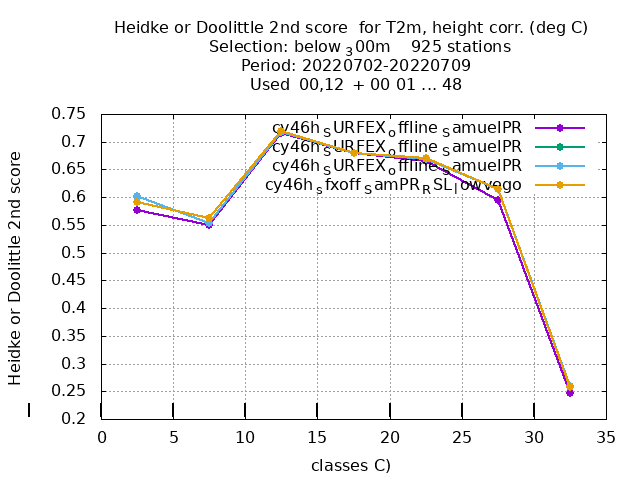 Heidke or Doolittle 2nd score for T2m, height corr. (deg C)
Selection: below 300m 925 stations
Period: 20220702-20220709
Used 00,12 + 00 01 ... 48
Heidke or Doolittle 2nd score
0.75
0.7
0.65
0.6
0.55
0.5
0.45
0.4
0.35
0.3
0.25
0.2
cy46hSURFEXofflineSamuelPR
cy46hSURFEXofflineSamuelPR
cy46hSURFEXofflineSamuelPR
cy46hsfxoffSamPRRSLlowvego
0 5 10 15 20 25 30 35
classes C)